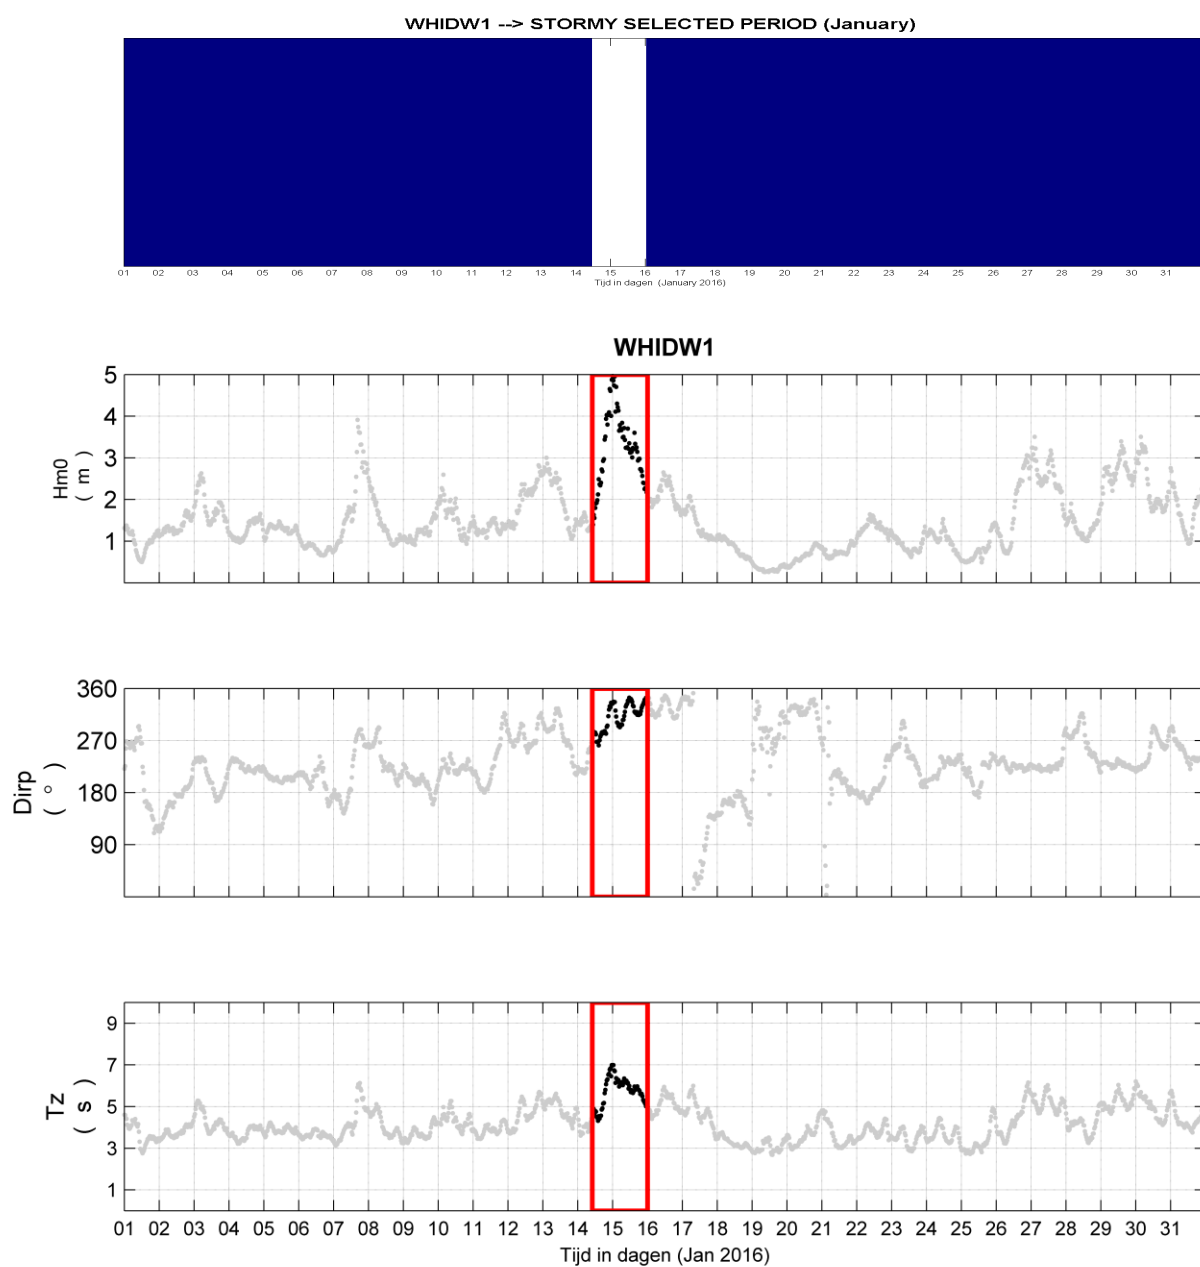 WHIDW1 --> STORMY SELECTED PERIOD (January)
01 02 03 04 05 06 07 08 09 10 11 12 13 14 15 16 17 18 19 20 21 22 23 24 25 26 27 28 29 30 31
Tijd in dagen (January 2016)
WHIDW1
5
4
3
2
1
Hm0
( m )
360
270
180
90
Dirp
( ° )
9
7
5
3
1
Tz
( s )
01 02 03 04 05 06 07 08 09 10 11 12 13 14 15 16 17 18 19 20 21 22 23 24 25 26 27 28 29 30 31
Tijd in dagen (Jan 2016)